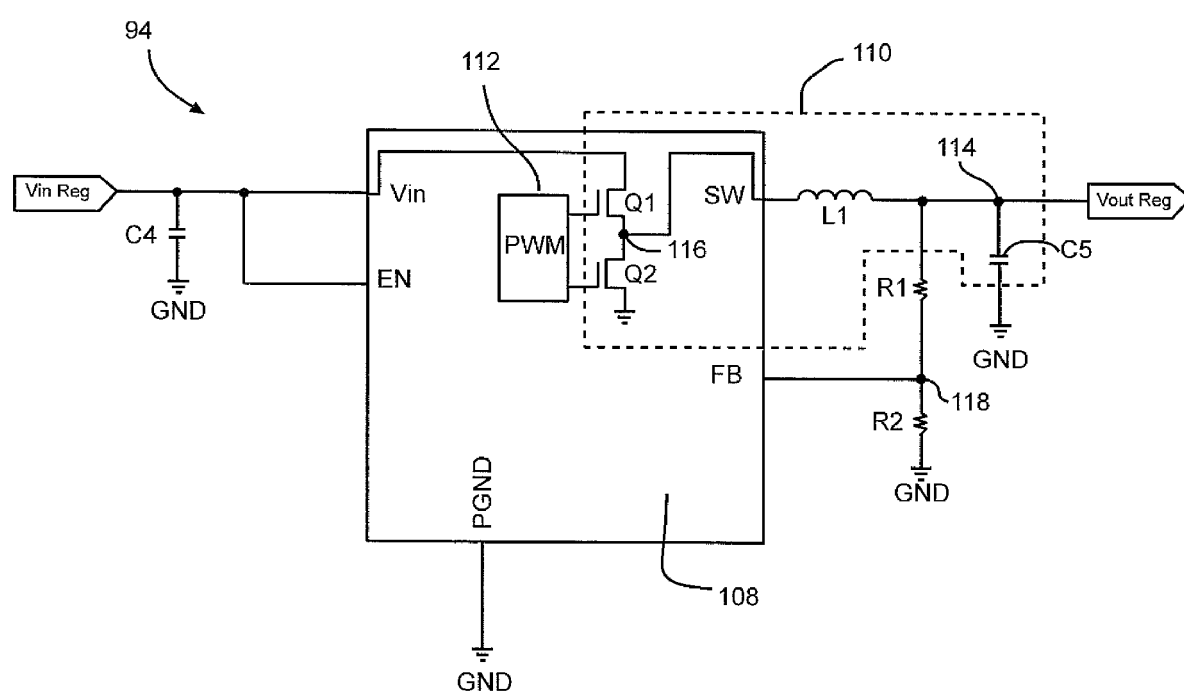 94
112
110
114
Vin Reg
Vin
Q1
SW
L1
Vout Reg
C4
PWM
116
C5
EN
Q2
R1
GND
GND
FB
118
R2
GND
PGND
108
GND